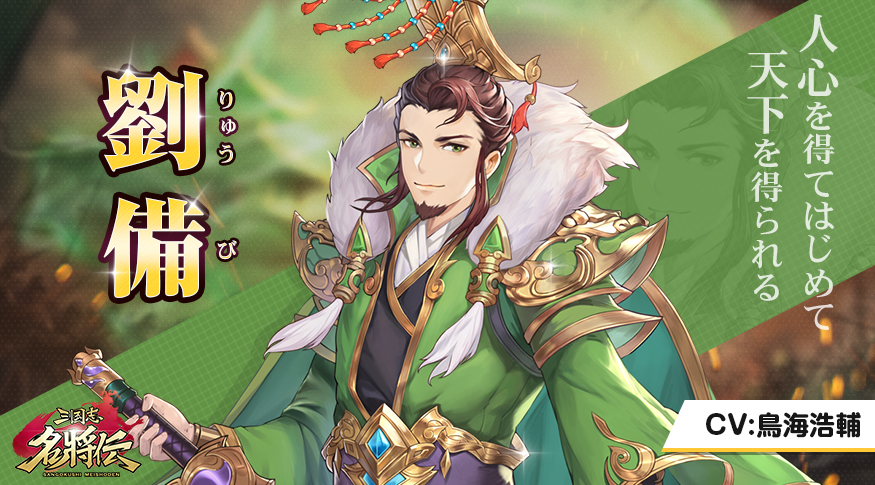 人心を得てはじめて
天下を得られる
劉備
りゅうび
三国志
名将伝
SANGOKUSHI MEISHODEN
CV:鳥海浩輔